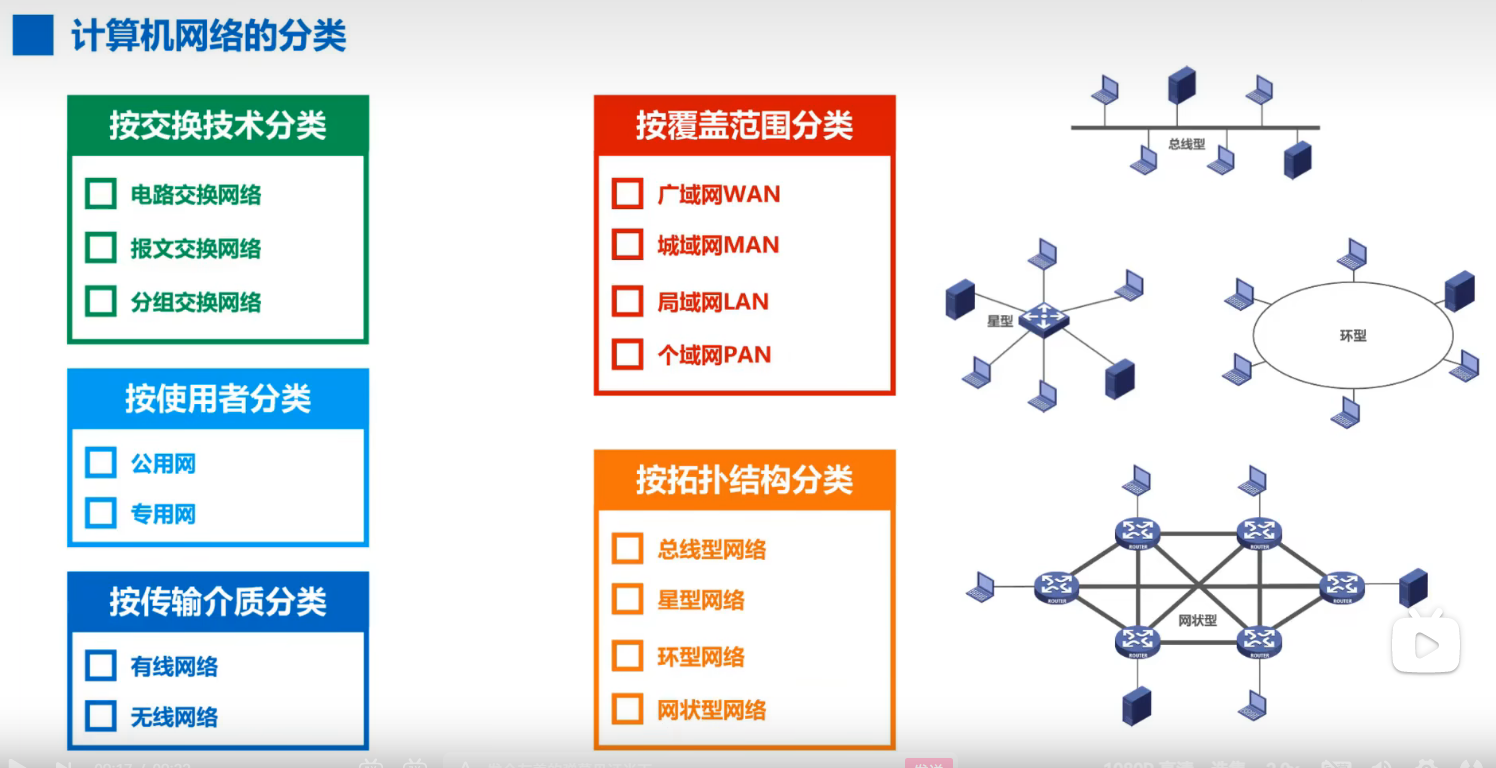 计算机网络的分类
按交换技术分类
电路交换网络
报文交换网络
分组交换网络
按使用者分类
公用网
专用网
按传输介质分类
有线网络
无线网络
按覆盖范围分类
广域网WAN
城域网MAN
局域网LAN
个域网PAN
按拓扑结构分类
总线型网络
星型网络
环型网络
网状型网络
总线型
星型
环型
ROUTER
ROUTER
ROUTER
ROUTER
网状型
ROUTER
ROUTER